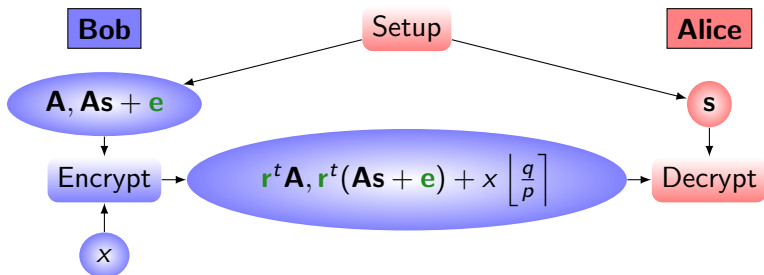 Bob
Setup
Alice
A, As + e
s
Encrypt
r^t A, r^t(As + e) + x ⌊q/p⌉
Decrypt
x